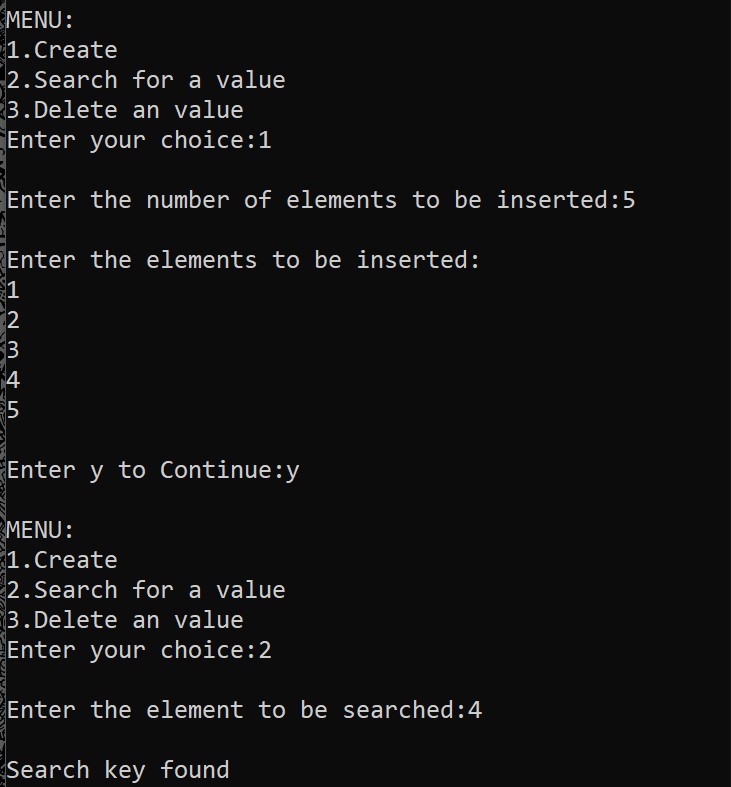 MENU:
1.Create
2.Search for a value
3.Delete an value
Enter your choice:1
Enter the number of elements to be inserted:5
Enter the elements to be inserted:
1
2
3
4
5
Enter y to Continue:y
MENU:
1.Create
2.Search for a value
3.Delete an value
Enter your choice:2
Enter the element to be searched:4
Search key found